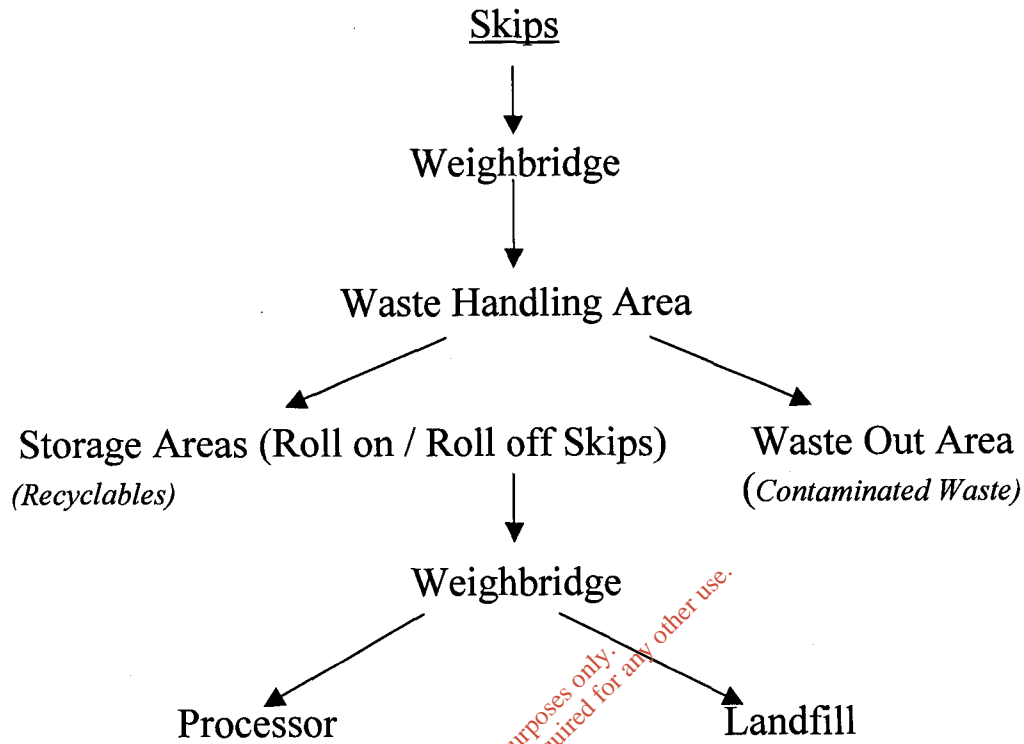 Skips
Weighbridge
Waste Handling Area
Storage Areas (Roll on / Roll off Skips)
(Recyclables)
Waste Out Area
(Contaminated Waste)
Weighbridge
Processor
Landfill
purposes only.
required for any other use.